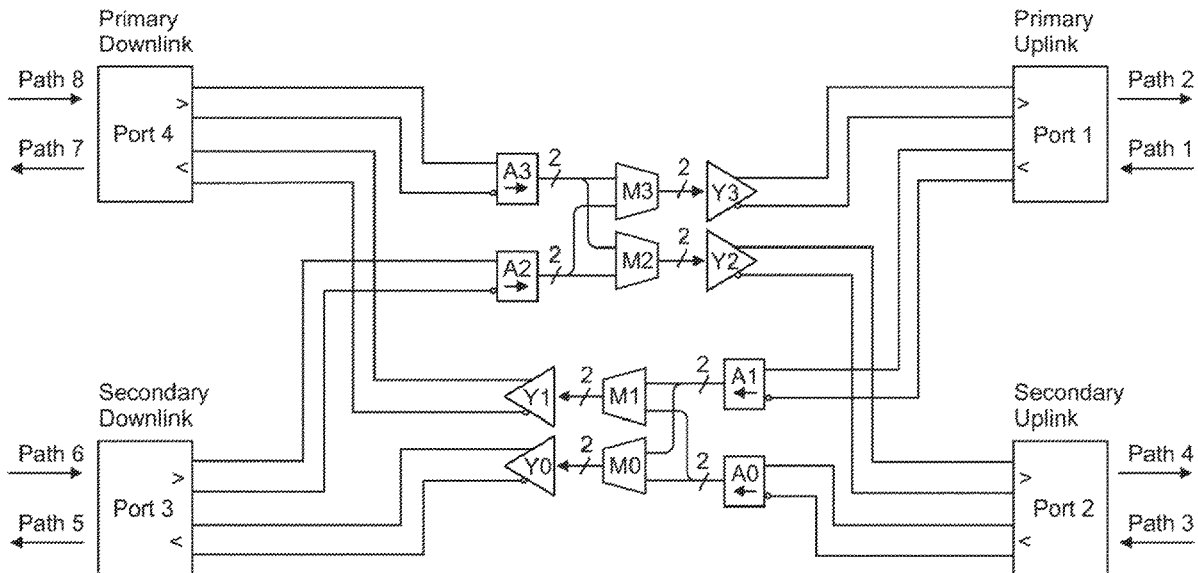 Primary
Downlink
Primary
Uplink
Path 8
Path 2
>
>
Port 4
Port 1
Path 7
Path 1
<
<
A3
2
M3
2
Y3
A2
2
M2
2
Y2
Y1
2
M1
2
A1
Secondary
Downlink
Secondary
Uplink
Path 6
Y0
2
M0
2
A0
Path 4
>
>
Port 3
Port 2
Path 5
Path 3
<
<